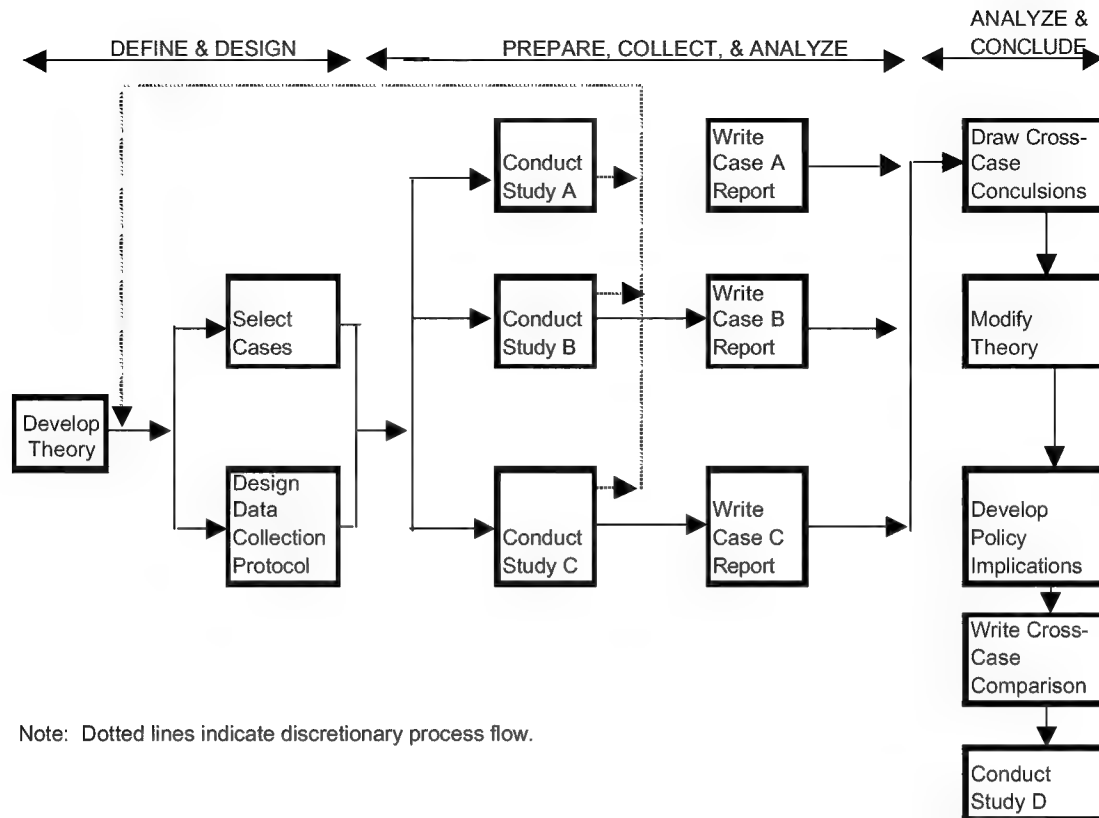 DEFINE & DESIGN
PREPARE, COLLECT, & ANALYZE
ANALYZE &
CONCLUDE
Develop
Theory
Select
Cases
Design
Data
Collection
Protocol
Conduct
Study A
Conduct
Study B
Conduct
Study C
Write
Case A
Report
Write
Case B
Report
Write
Case C
Report
Draw Cross-
Case
Conculsions
Modify
Theory
Develop
Policy
Implications
Write Cross-
Case
Comparison
Conduct
Study D
Note: Dotted lines indicate discretionary process flow.